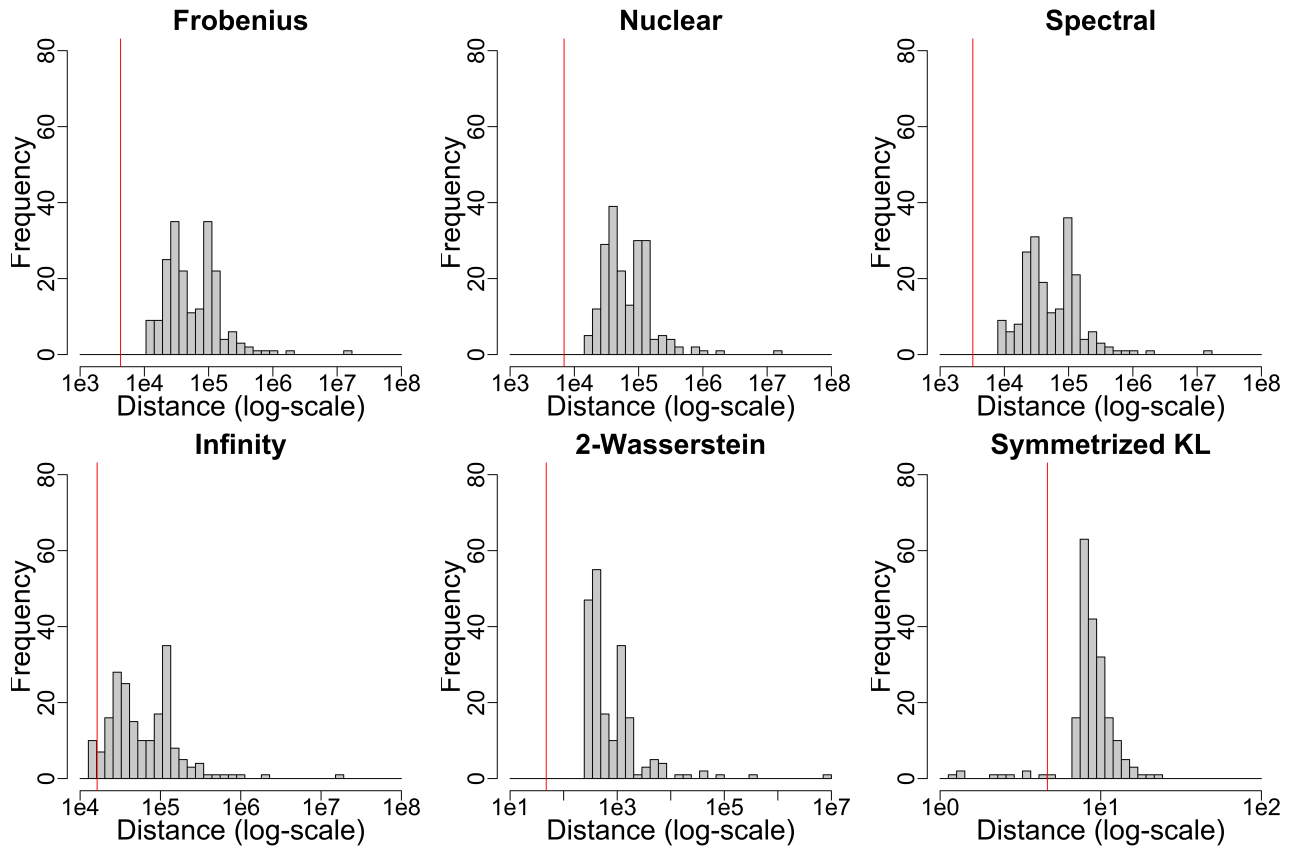 Frobenius
Frequency
0 20 40 60 80
1e3 1e4 1e5 1e6 1e7 1e8
Distance (log-scale)
Nuclear
Frequency
0 20 40 60 80
1e3 1e4 1e5 1e6 1e7 1e8
Distance (log-scale)
Spectral
Frequency
0 20 40 60 80
1e3 1e4 1e5 1e6 1e7 1e8
Distance (log-scale)
Infinity
Frequency
0 20 40 60 80
1e4 1e5 1e6 1e7 1e8
Distance (log-scale)
2-Wasserstein
Frequency
0 20 40 60 80
1e1 1e3 1e5 1e7
Distance (log-scale)
Symmetrized KL
Frequency
0 20 40 60 80
1e0 1e1 1e2
Distance (log-scale)